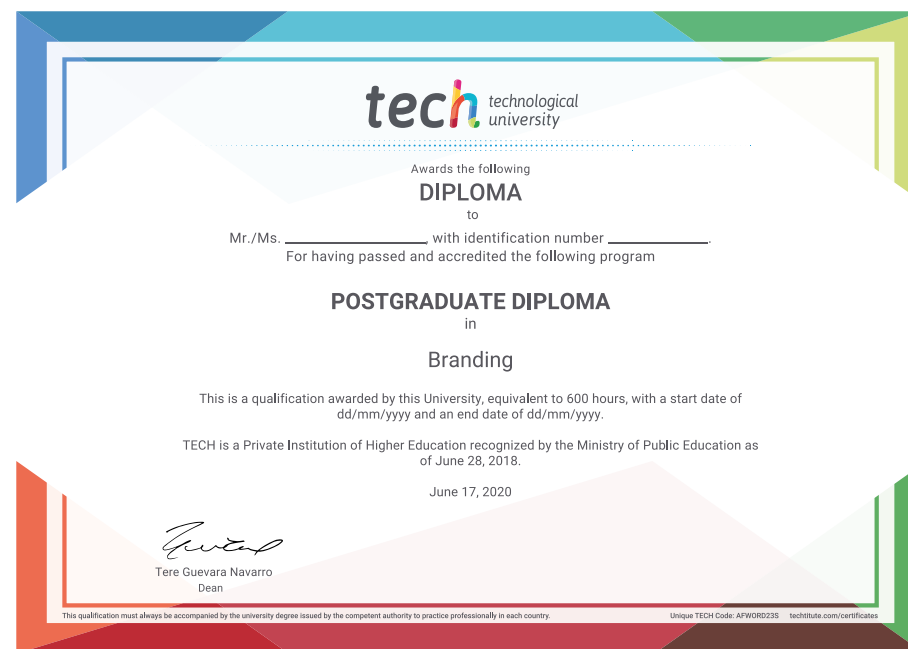 tech technological
university
Awards the following
DIPLOMA
to
Mr./Ms. ____________________, with identification number ______________.
For having passed and accredited the following program
POSTGRADUATE DIPLOMA
in
Branding
This is a qualification awarded by this University, equivalent to 600 hours, with a start date of
dd/mm/yyyy and an end date of dd/mm/yyyy.
TECH is a Private Institution of Higher Education recognized by the Ministry of Public Education as
of June 28, 2018.
June 17, 2020
Tere Guevara Navarro
Dean
This qualification must always be accompanied by the university degree issued by the competent authority to practice professionally in each country. Unique TECH Code: AFWORD23S techtitute.com/certificates